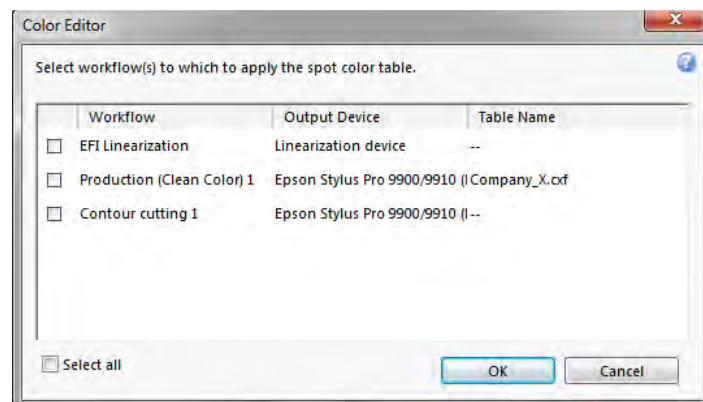 Color Editor
Select workflow(s) to which to apply the spot color table.
Workflow Output Device Table Name
EFI Linearization Linearization device --
Production (Clean Color) 1 Epson Stylus Pro 9900/9910 (I Company_X.cxf
Contour cutting 1 Epson Stylus Pro 9900/9910 (I --
Select all OK Cancel